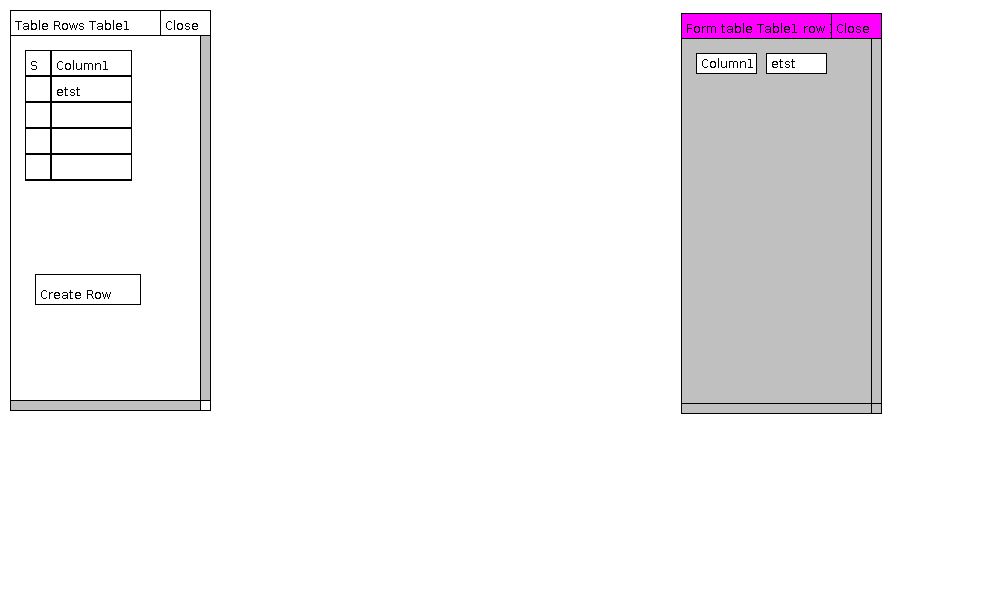 Table Rows Table1
Close
S
Column1
etst
Create Row
Form table Table1 row
Close
Column1
etst